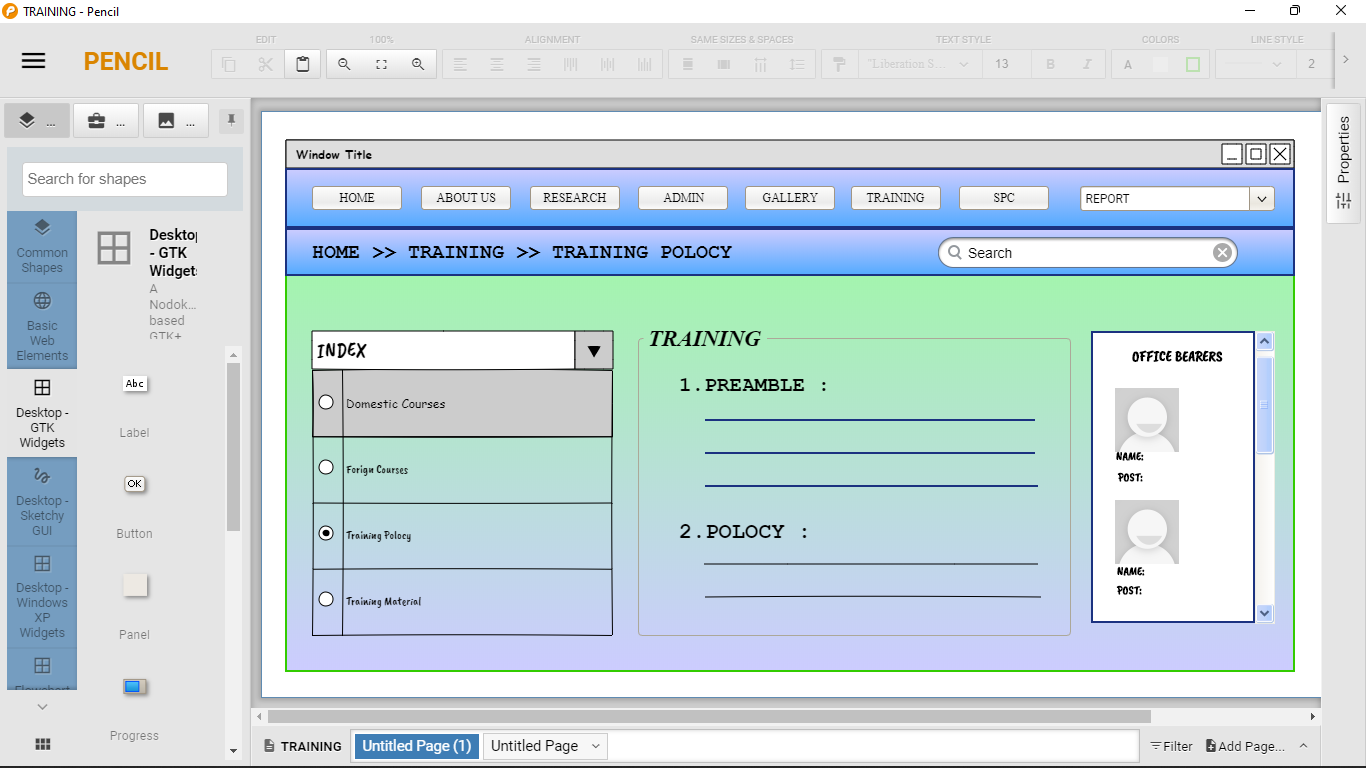 TRAINING - Pencil
PENCIL
EDIT
100%
ALIGNMENT
SAME SIZES & SPACES
TEXT STYLE
COLORS
LINE STYLE
"Liberation S...
13
B
I
A
2
...
...
...
Search for shapes
Common
Shapes
Basic
Web
Elements
Desktop -
GTK
Widgets
Desktop -
Sketchy
GUI
Desktop -
Windows
XP
Widgets
- GTK
A
Nodok...
based
GTK+
Abc
Label
OK
Button
Panel
Progress
Window Title
HOME
ABOUT US
RESEARCH
ADMIN
GALLERY
TRAINING
SPC
REPORT
HOME >> TRAINING >> TRAINING POLOCY
Search
INDEX
Domestic Courses
Forign Courses
Training Polocy
Training Material
TRAINING
1.PREAMBLE :
2.POLOCY :
OFFICE BEARERS
NAME:
POST:
NAME:
POST:
Properties
TRAINING
Untitled Page (1)
Untitled Page
Filter
Add Page...